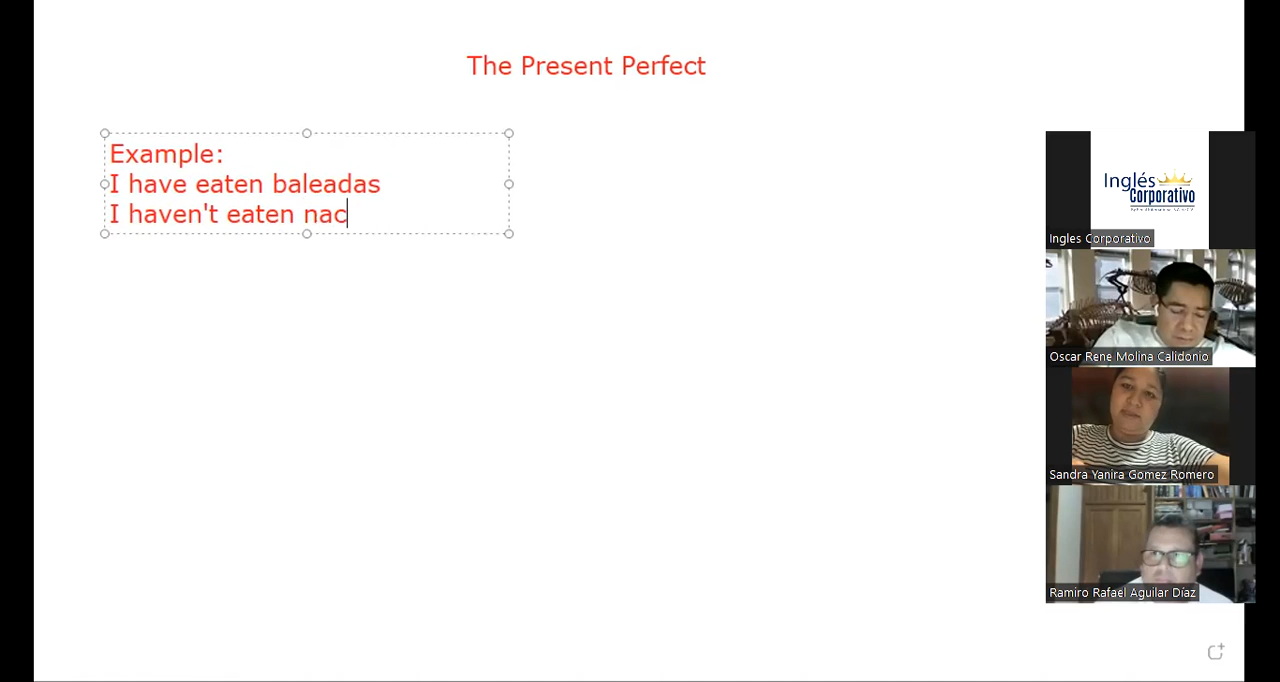 The Present Perfect
Example:
I have eaten baleadas
I haven't eaten nac
Inglés
Corporativo
Ingles Corporativo
Oscar Rene Molina Calidonio
Sandra Yanira Gomez Romero
Ramiro Rafael Aguilar Díaz